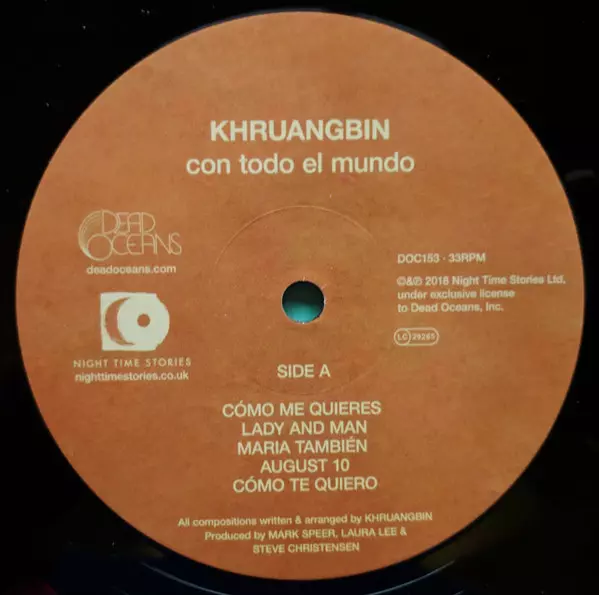 KHRUANGBIN
con todo el mundo
DEAD
OCEANS
deadoceans.com
DOC153 · 33RPM
©&℗ 2018 Night Time Stories Ltd.
under exclusive license
to Dead Oceans, Inc.
LC 29265
NIGHT TIME STORIES
nighttimestories.co.uk
SIDE A
CÓMO ME QUIERES
LADY AND MAN
MARIA TAMBIÉN
AUGUST 10
CÓMO TE QUIERO
All compositions written & arranged by KHRUANGBIN
Produced by MARK SPEER, LAURA LEE &
STEVE CHRISTENSEN